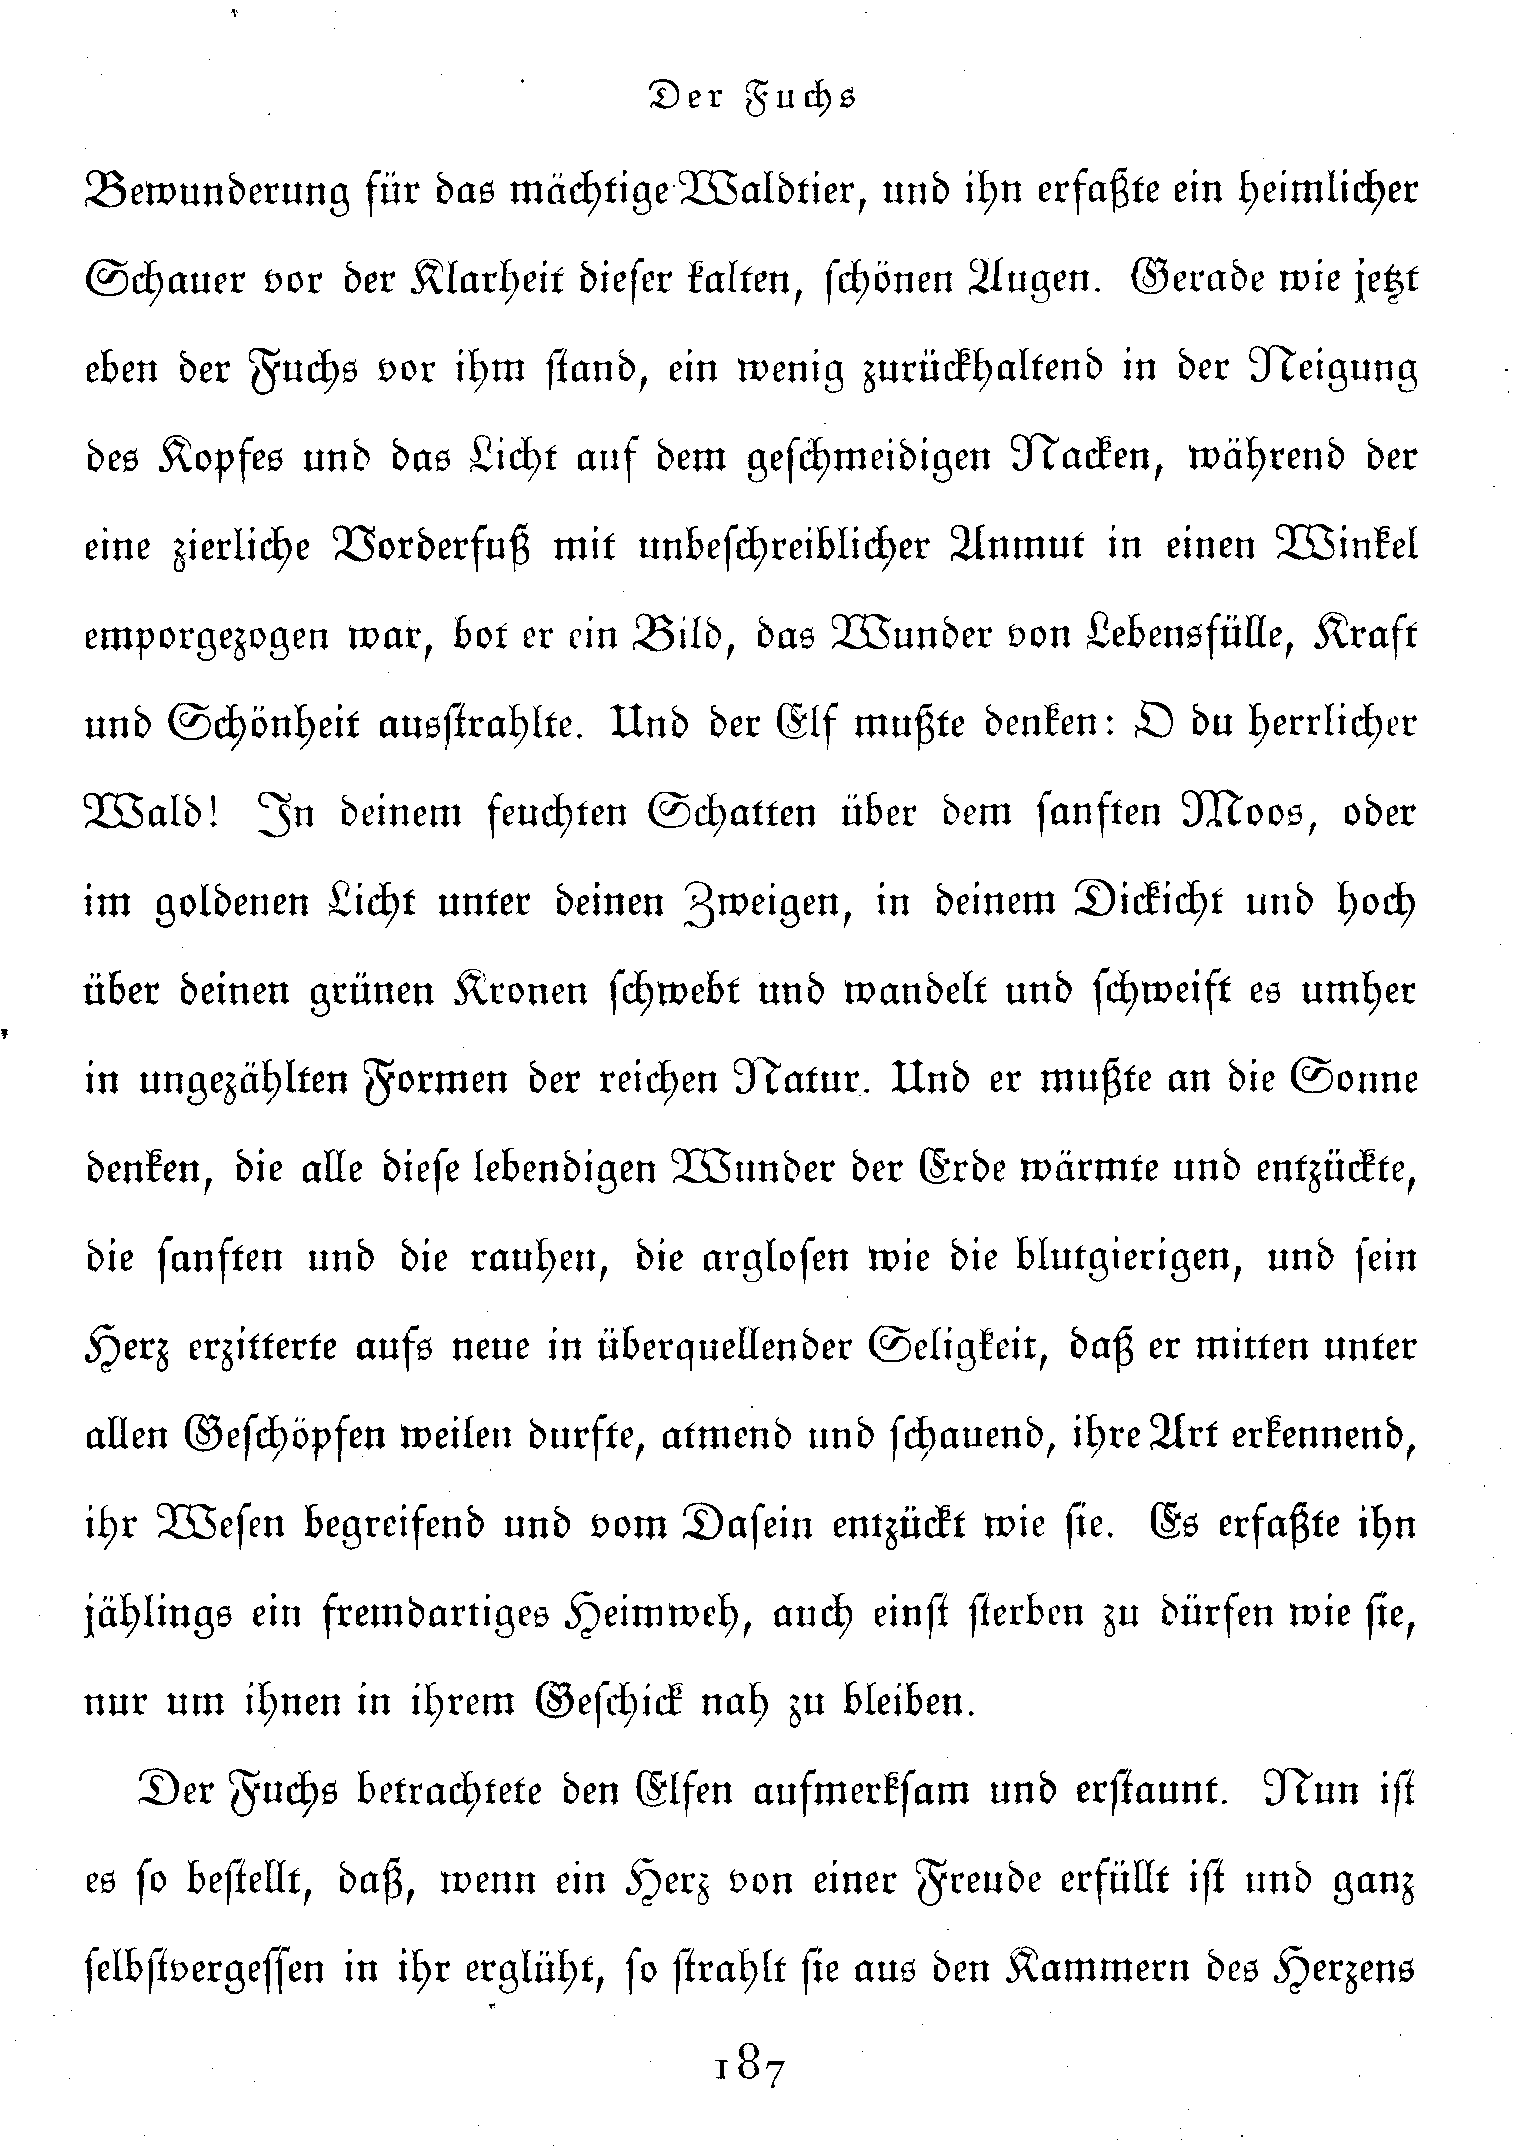 Der Fuchs
Bewunderung für das mächtige Waldtier, und ihn erfaßte ein heimlicher
Schauer vor der Klarheit dieser kalten, schönen Augen. Gerade wie jetzt
eben der Fuchs vor ihm stand, ein wenig zurückhaltend in der Neigung
des Kopfes und das Licht auf dem geschmeidigen Nacken, während der
eine zierliche Vorderfuß mit unbeschreiblicher Anmut in einen Winkel
emporgezogen war, bot er ein Bild, das Wunder von Lebensfülle, Kraft
und Schönheit ausstrahlte. Und der Elf mußte denken: O du herrlicher
Wald! In deinem feuchten Schatten über dem sanften Moos, oder
im goldenen Licht unter deinen Zweigen, in deinem Dickicht und hoch
über deinen grünen Kronen schwebt und wandelt und schweift es umher
in ungezählten Formen der reichen Natur. Und er mußte an die Sonne
denken, die alle diese lebendigen Wunder der Erde wärmte und entzückte,
die sanften und die rauhen, die arglosen wie die blutgierigen, und sein
Herz erzitterte aufs neue in überquellender Seligkeit, daß er mitten unter
allen Geschöpfen weilen durfte, atmend und schauend, ihre Art erkennend,
ihr Wesen begreifend und vom Dasein entzückt wie sie. Es erfaßte ihn
jählings ein fremdartiges Heimweh, auch einst sterben zu dürfen wie sie,
nur um ihnen in ihrem Geschick nah zu bleiben.
Der Fuchs betrachtete den Elfen aufmerksam und erstaunt. Nun ist
es so bestellt, daß, wenn ein Herz von einer Freude erfüllt ist und ganz
selbstvergessen in ihr erglüht, so strahlt sie aus den Kammern des Herzens
187